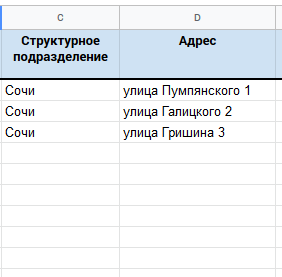 C D
Структурное Адрес
подразделение
Сочи улица Пумпянского 1
Сочи улица Галицкого 2
Сочи улица Гришина 3